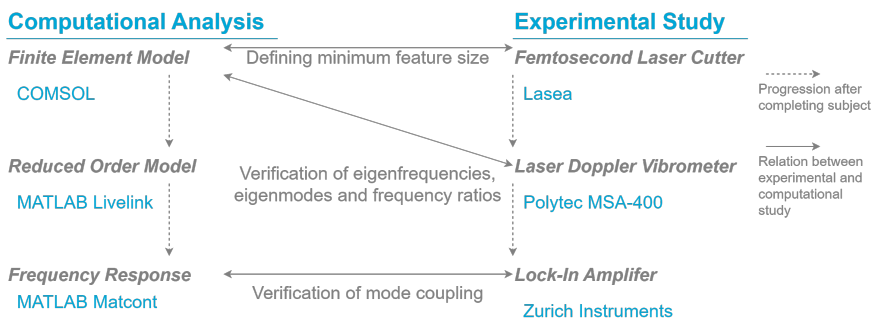 Computational Analysis
Experimental Study
Finite Element Model
Defining minimum feature size
Femtosecond Laser Cutter
COMSOL
Lasea
Progression after
completing subject
Reduced Order Model
Verification of eigenfrequencies,
eigenmodes and frequency ratios
Laser Doppler Vibrometer
Relation between
experimental and
computational
study
MATLAB Livelink
Polytec MSA-400
Frequency Response
Verification of mode coupling
Lock-In Amplifer
MATLAB Matcont
Zurich Instruments